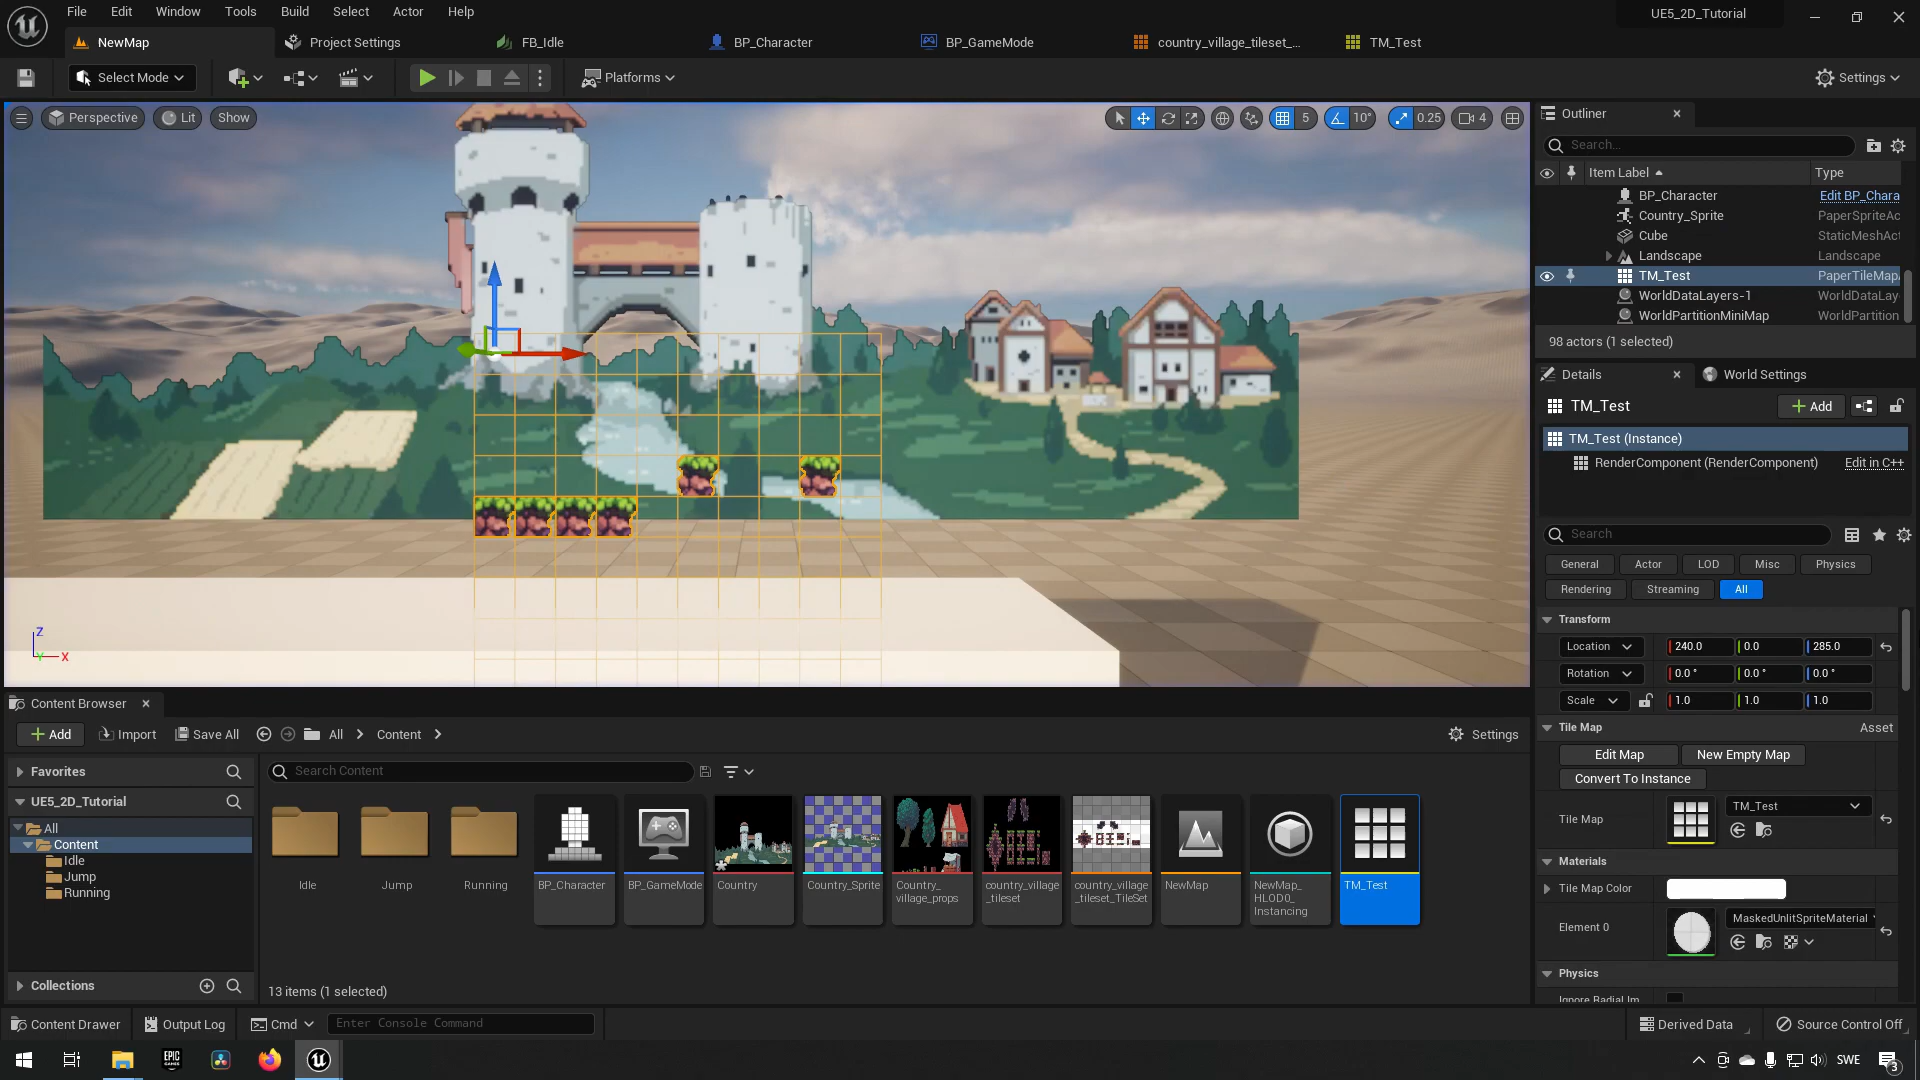 File Edit Window Tools Build Select Actor Help
UE5_2D_Tutorial
NewMap Project Settings FB_Idle BP_Character BP_GameMode country_village_tileset_... TM_Test
Select Mode Platforms Settings
Perspective Lit Show 5 10° 0.25 4
Z
X
Outliner
Search...
Item Label Type
BP_Character Edit BP_Chara
Country_Sprite PaperSpriteAc
Cube StaticMeshAct
Landscape Landscape
TM_Test PaperTileMap
WorldDataLayers-1 WorldDataLay
WorldPartitionMiniMap WorldPartition
98 actors (1 selected)
Details World Settings
TM_Test Add
TM_Test (Instance)
RenderComponent (RenderComponent) Edit in C++
Search
General Actor LOD Misc Physics
Rendering Streaming All
Transform
Location 240.0 0.0 285.0
Rotation 0.0 ° 0.0 ° 0.0 °
Scale 1.0 1.0 1.0
Tile Map Asset
Edit Map New Empty Map
Convert To Instance
Tile Map TM_Test
Materials
Tile Map Color
Element 0 MaskedUnlitSpriteMaterial
Physics
Ignore Radial Im
Content Browser
Add Import Save All All Content Settings
Favorites
Search Content
UE5_2D_Tutorial
All
Content
Idle
Jump
Running
Collections
Idle Jump Running
BP_Character
BP_GameMode
Country
Country_Sprite
Country_
village_props
country_village
_tileset
country_village
_tileset_TileSet
NewMap
NewMap_
HLOD0_
Instancing
TM_Test
13 items (1 selected)
Content Drawer Output Log Cmd Enter Console Command Derived Data Source Control Off
EPIC GAMES
SWE
3